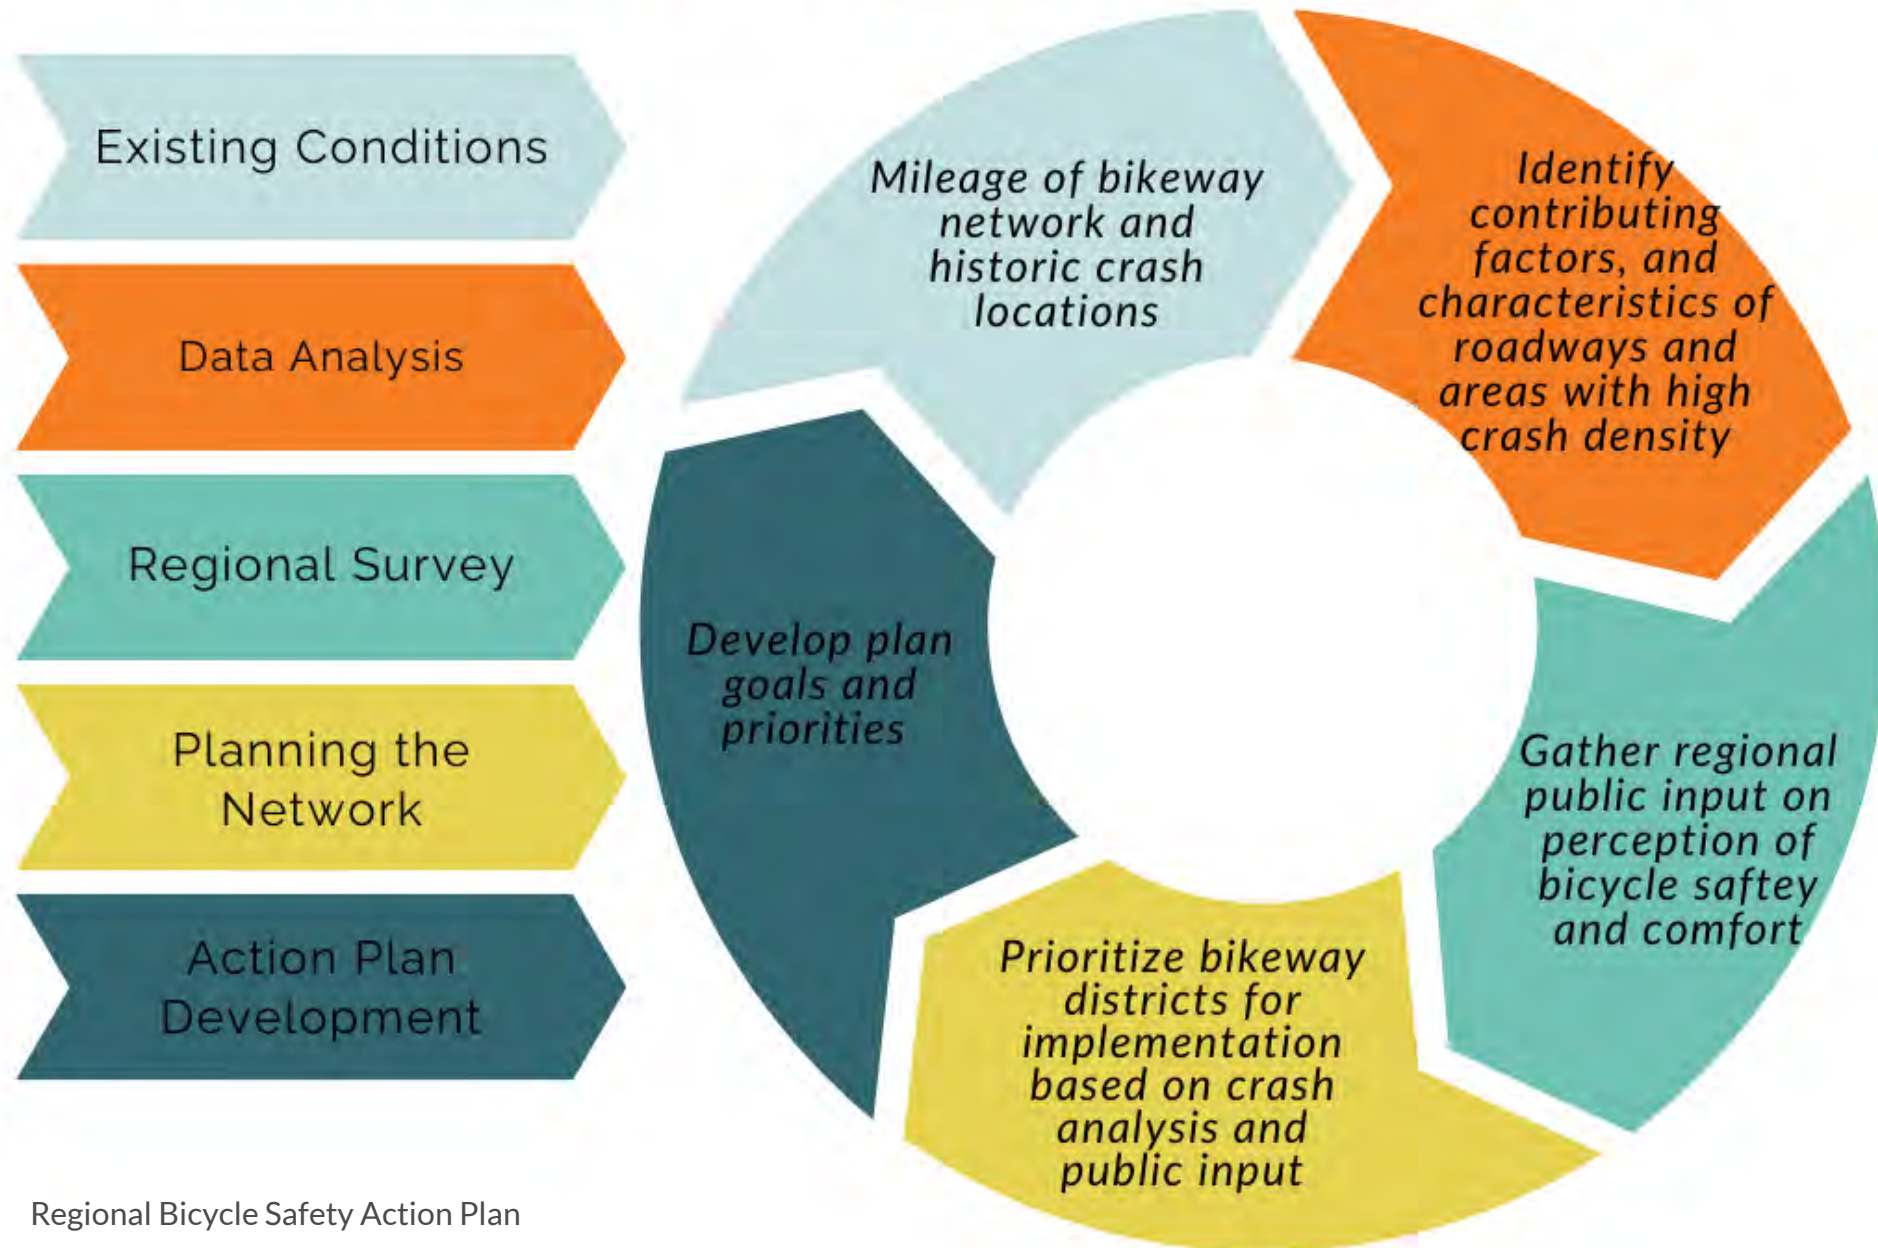 Existing Conditions
Data Analysis
Regional Survey
Planning the
Network
Action Plan
Development
Mileage of bikeway
network and
historic crash
locations
Identify
contributing
factors, and
characteristics of
roadways and
areas with high
crash density
Gather regional
public input on
perception of
bicycle saftey
and comfort
Prioritize bikeway
districts for
implementation
based on crash
analysis and
public input
Develop plan
goals and
priorities
Regional Bicycle Safety Action Plan